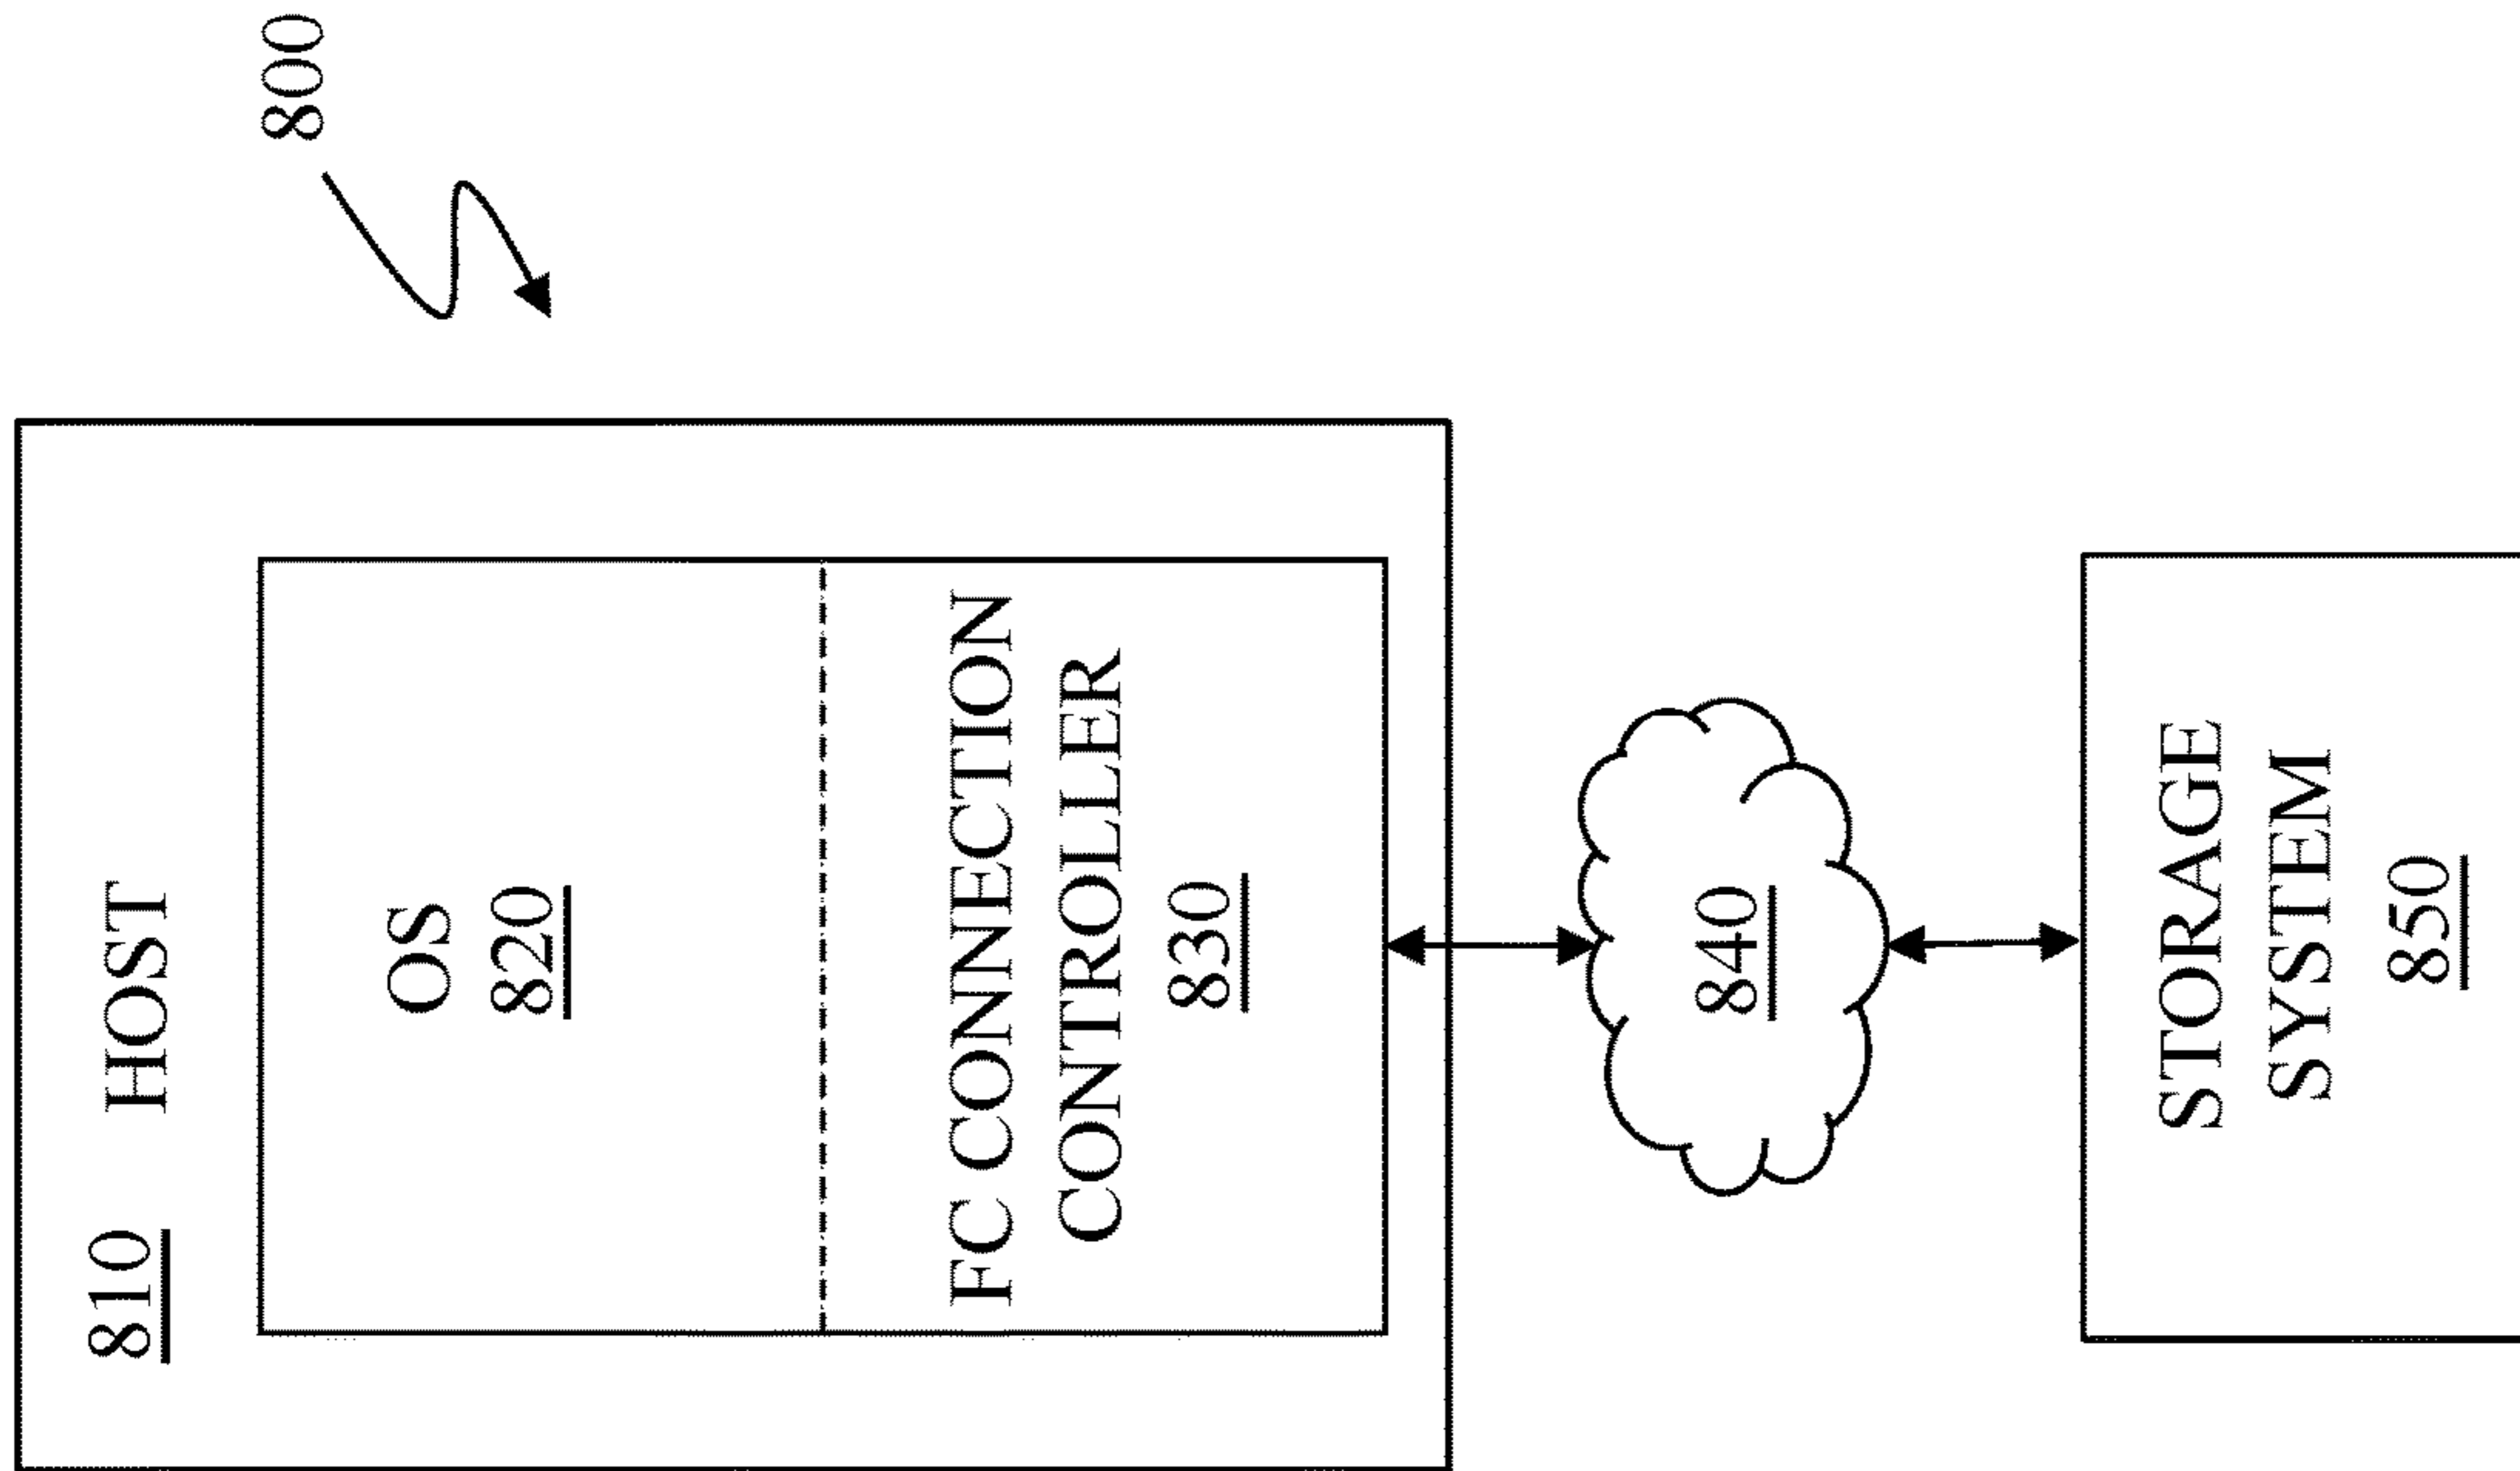 800
810 HOST
OS
820
FC CONNECTION
CONTROLLER
830
840
STORAGE
SYSTEM
850